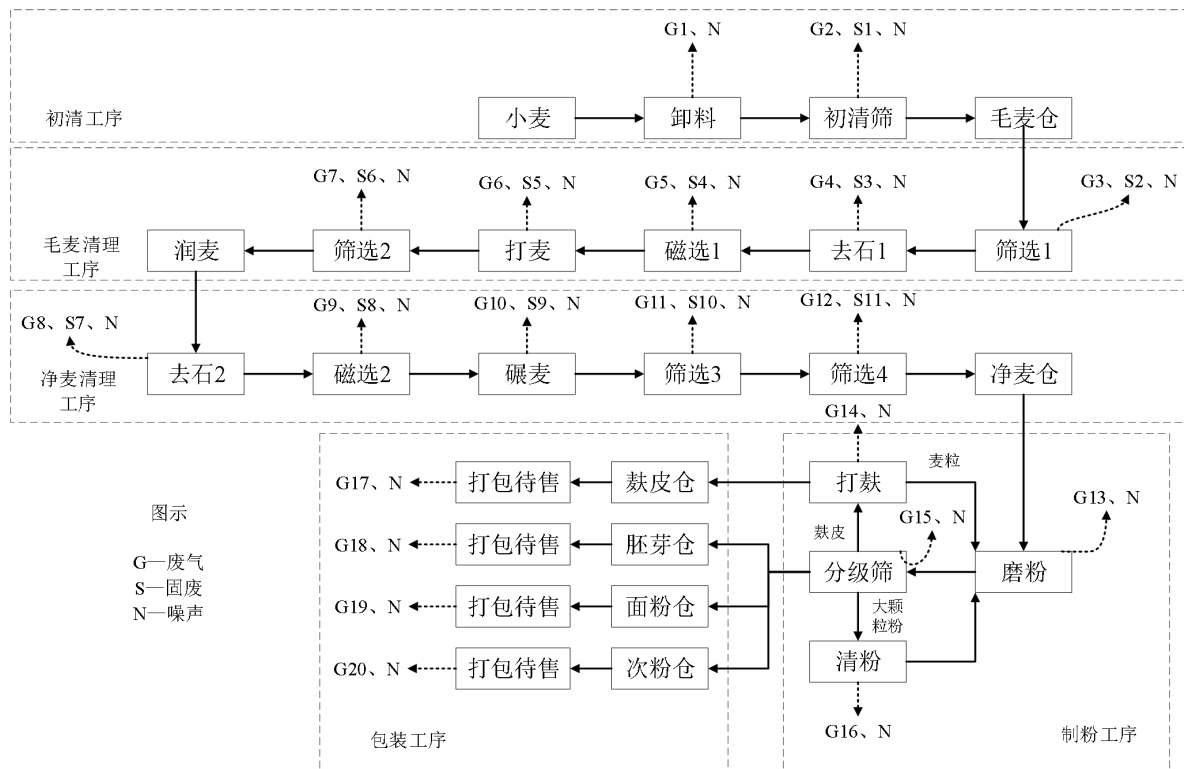 G1、N
G2、S1、N
初清工序
小麦
卸料
初清筛
毛麦仓
G7、S6、N
G6、S5、N
G5、S4、N
G4、S3、N
G3、S2、N
毛麦清理
工序
润麦
筛选2
打麦
磁选1
去石1
筛选1
G8、S7、N
G9、S8、N
G10、S9、N
G11、S10、N
G12、S11、N
净麦清理
工序
去石2
磁选2
碾麦
筛选3
筛选4
净麦仓
G14、N
G17、N
打包待售
麸皮仓
打麸
麦粒
G13、N
图示
G—废气
S—固废
N—噪声
麸皮
G15、N
G18、N
打包待售
胚芽仓
分级筛
磨粉
G19、N
打包待售
面粉仓
大颗
粒粉
G20、N
打包待售
次粉仓
清粉
G16、N
包装工序
制粉工序